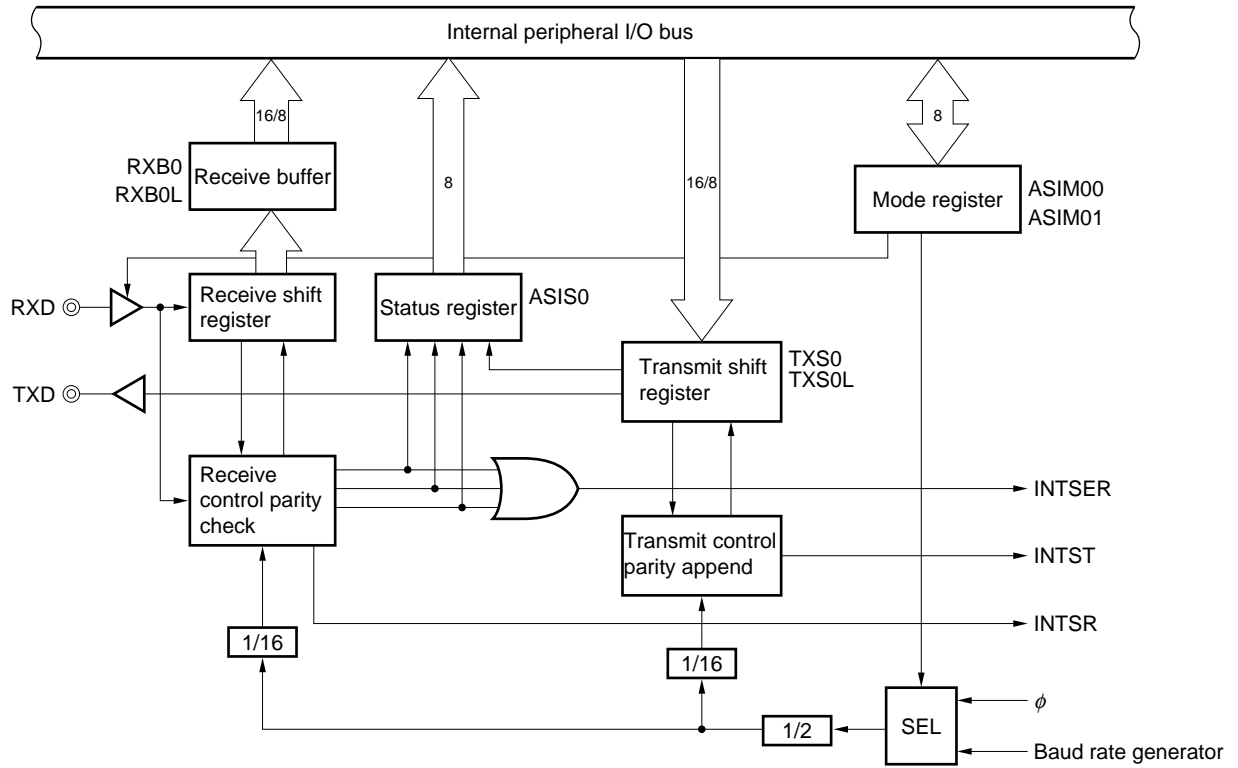 Internal peripheral I/O bus
16/8
8
16/8
8
RXB0
RXB0L
Receive buffer
Mode register
ASIM00
ASIM01
RXD
Receive shift
register
Status register
ASIS0
TXD
Transmit shift
register
TXS0
TXS0L
Receive
control parity
check
INTSER
Transmit control
parity append
INTST
INTSR
1/16
1/16
1/2
SEL
ϕ
Baud rate generator